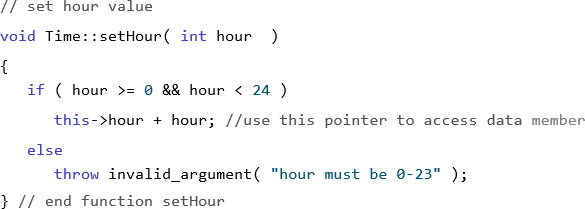 // set hour value
void Time::setHour( int hour  )
{
if ( hour >= 0 && hour < 24 )
this->hour + hour; //use this pointer to access data member
else
throw invalid_argument( "hour must be 0-23" );
} // end function setHour